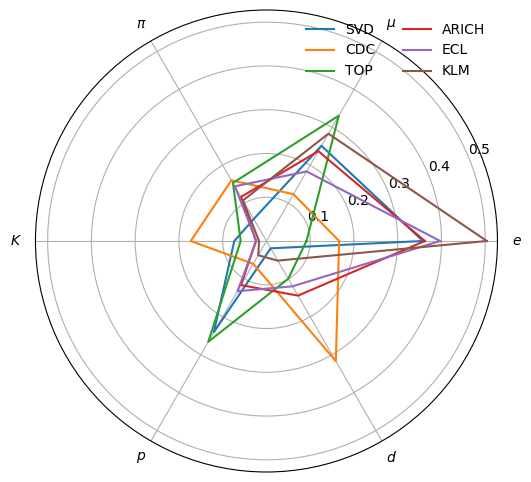 π
μ
SVD ARICH
CDC ECL
TOP KLM
0.5
0.4
0.3
0.2
0.1
K
e
p
d